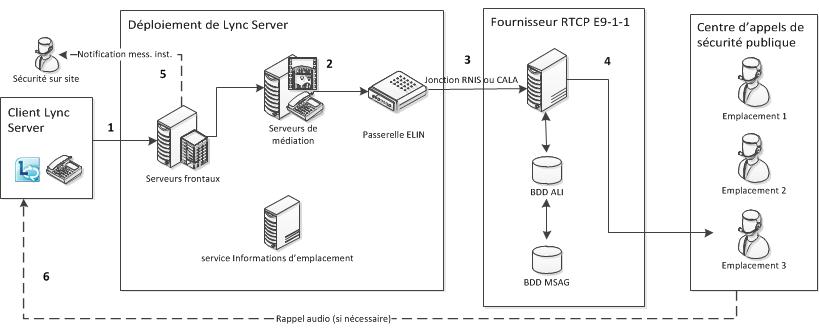 Déploiement de Lync Server
Fournisseur RTCP E9-1-1
Centre d'appels de
sécurité publique
Notification mess. inst.
Sécurité sur site
5
2
3
4
Jonction RNIS ou CALA
Client Lync
Server
1
Serveurs frontaux
Serveurs de
médiation
Passerelle ELIN
Emplacement 1
BDD ALI
Emplacement 2
service Informations d'emplacement
BDD MSAG
Emplacement 3
6
Rappel audio (si nécessaire)